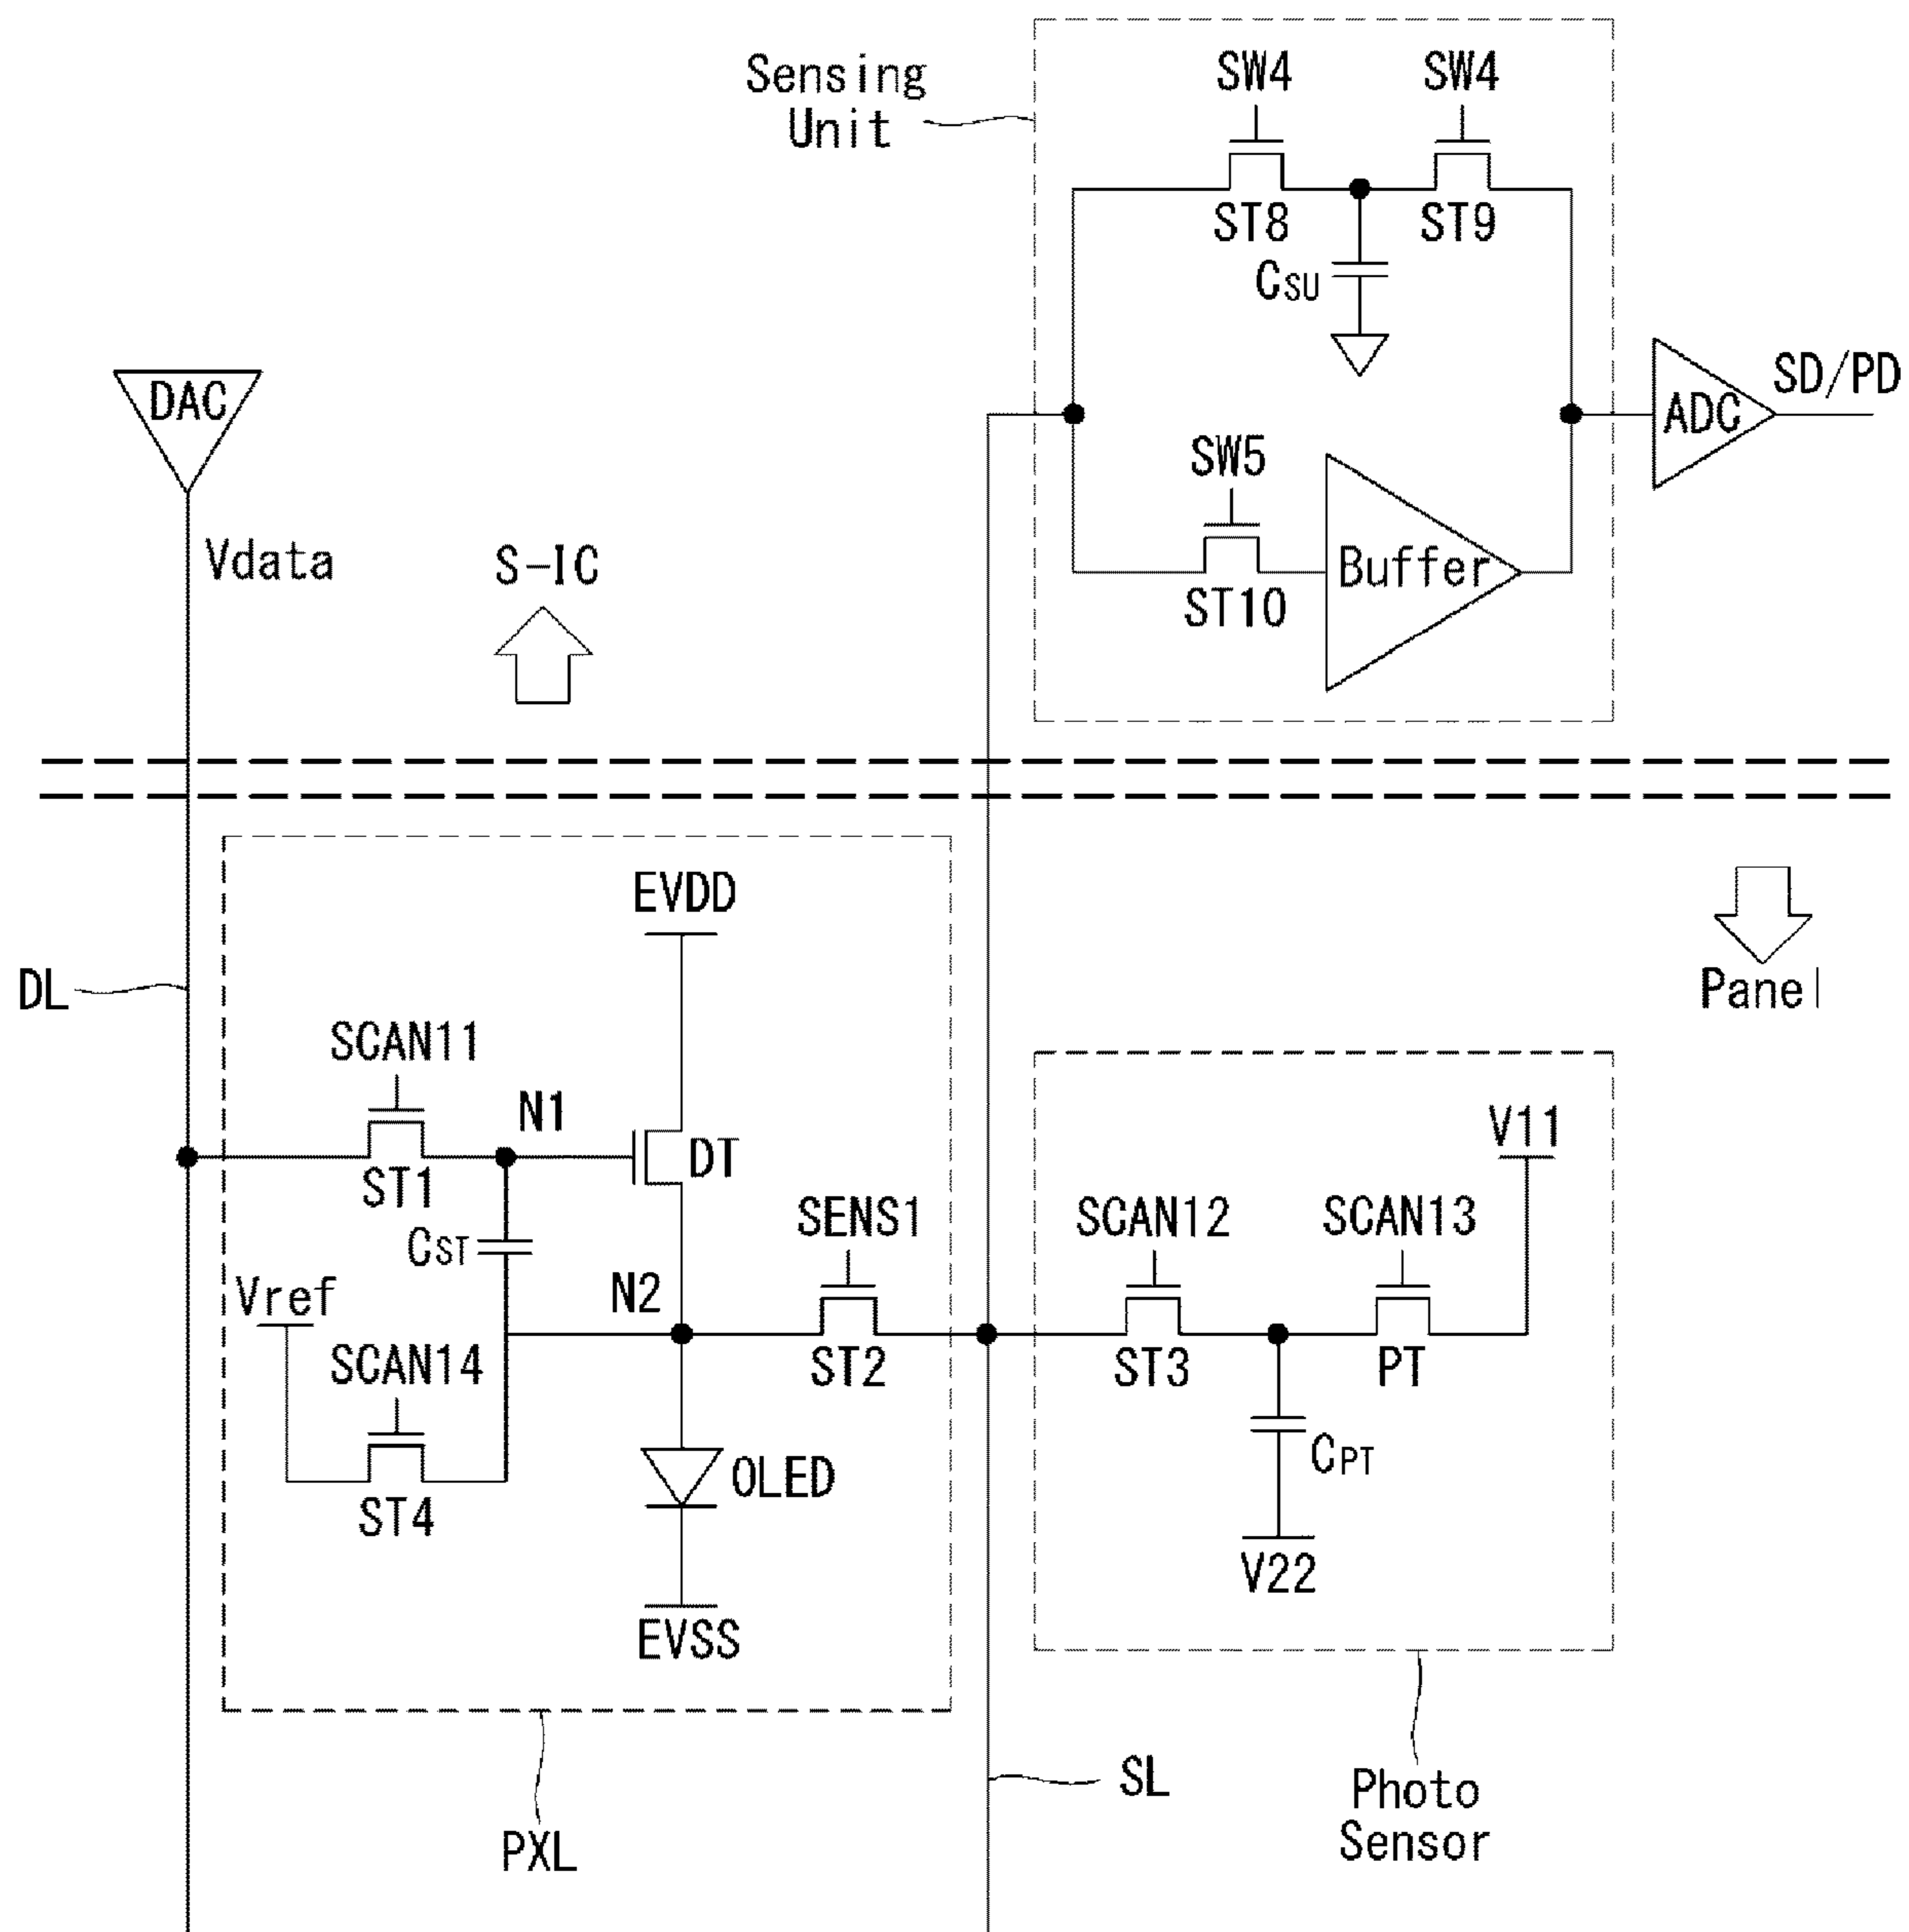 Sensing
Unit
SW4
SW4
ST8
ST9
CSU
DAC
SD/PD
ADC
SW5
Vdata
S-IC
Buffer
ST10
EVDD
DL
Panel
SCAN11
N1
V11
DT
ST1
SENS1
SCAN12
SCAN13
CST
Vref
N2
SCAN14
ST2
ST3
PT
CPT
OLED
ST4
V22
EVSS
SL
Photo
Sensor
PXL